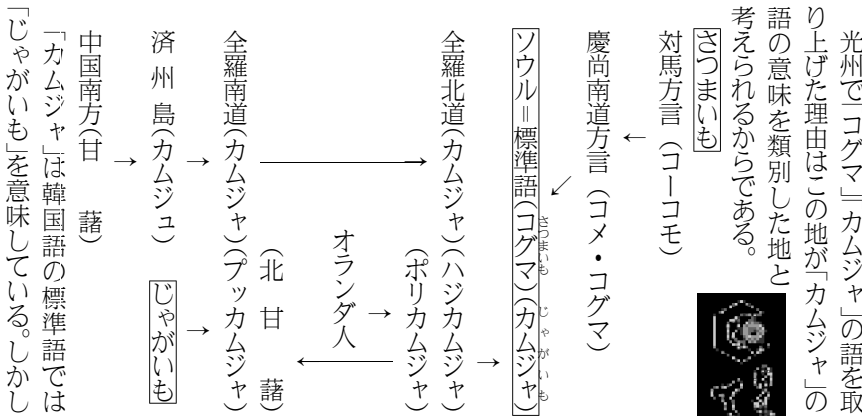 光州で「コグマ」=カムジャ」の語を取
り上げた理由はこの地が「カムジャ」の
語の意味を類別した地と
考えられるからである。
さつまいも
対馬方言(コーコモ)
↑
慶尚南道方言(コメ・コグマ)
ソウル=標準語(コグマ)(カムジャ)
さつまいも じゃがいも
全羅北道(カムジャ)(ハジカムジャ)
(ポリカムジャ)
オランダ人
(北甘藷)
全羅南道(カムジャ)(プッカムジャ)
済州島(カムジュ)
じゃがいも
中国南方(甘藷)
「カムジャ」は韓国語の標準語では
「じゃがいも」を意味している。しかし